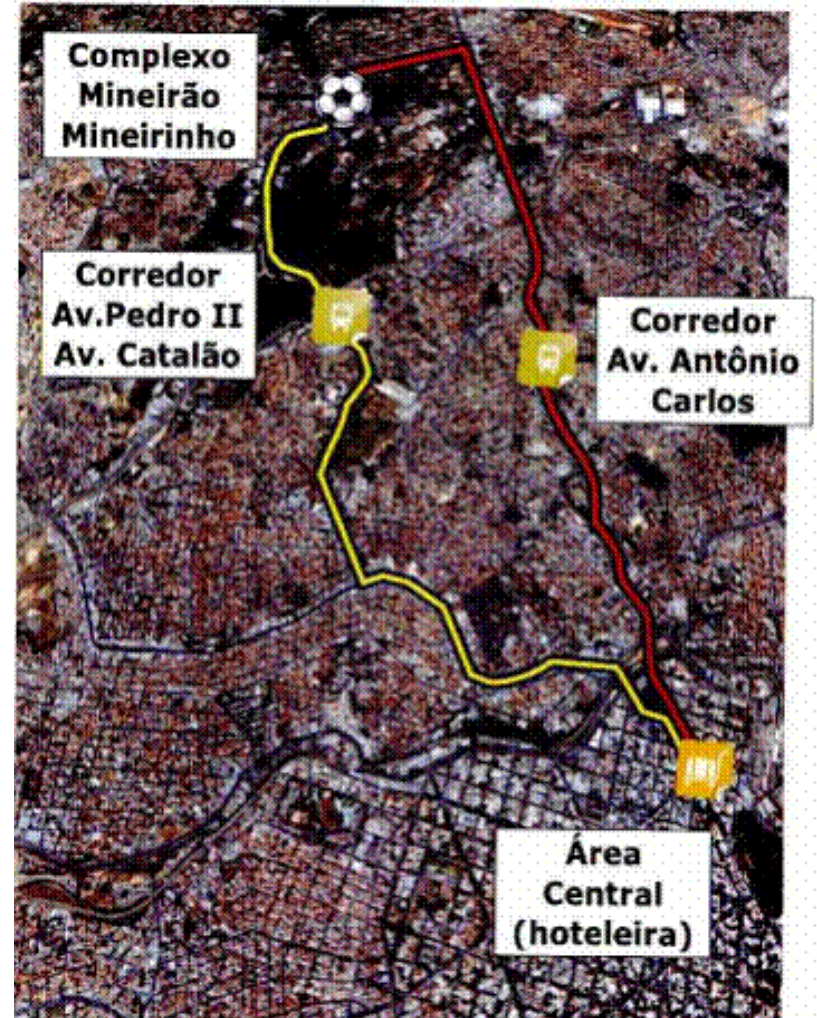 Complexo
Mineirão
Mineirinho
Corredor
Av.Pedro II
Av. Catalão
Corredor
Av. Antônio
Carlos
Área
Central
(hoteleira)